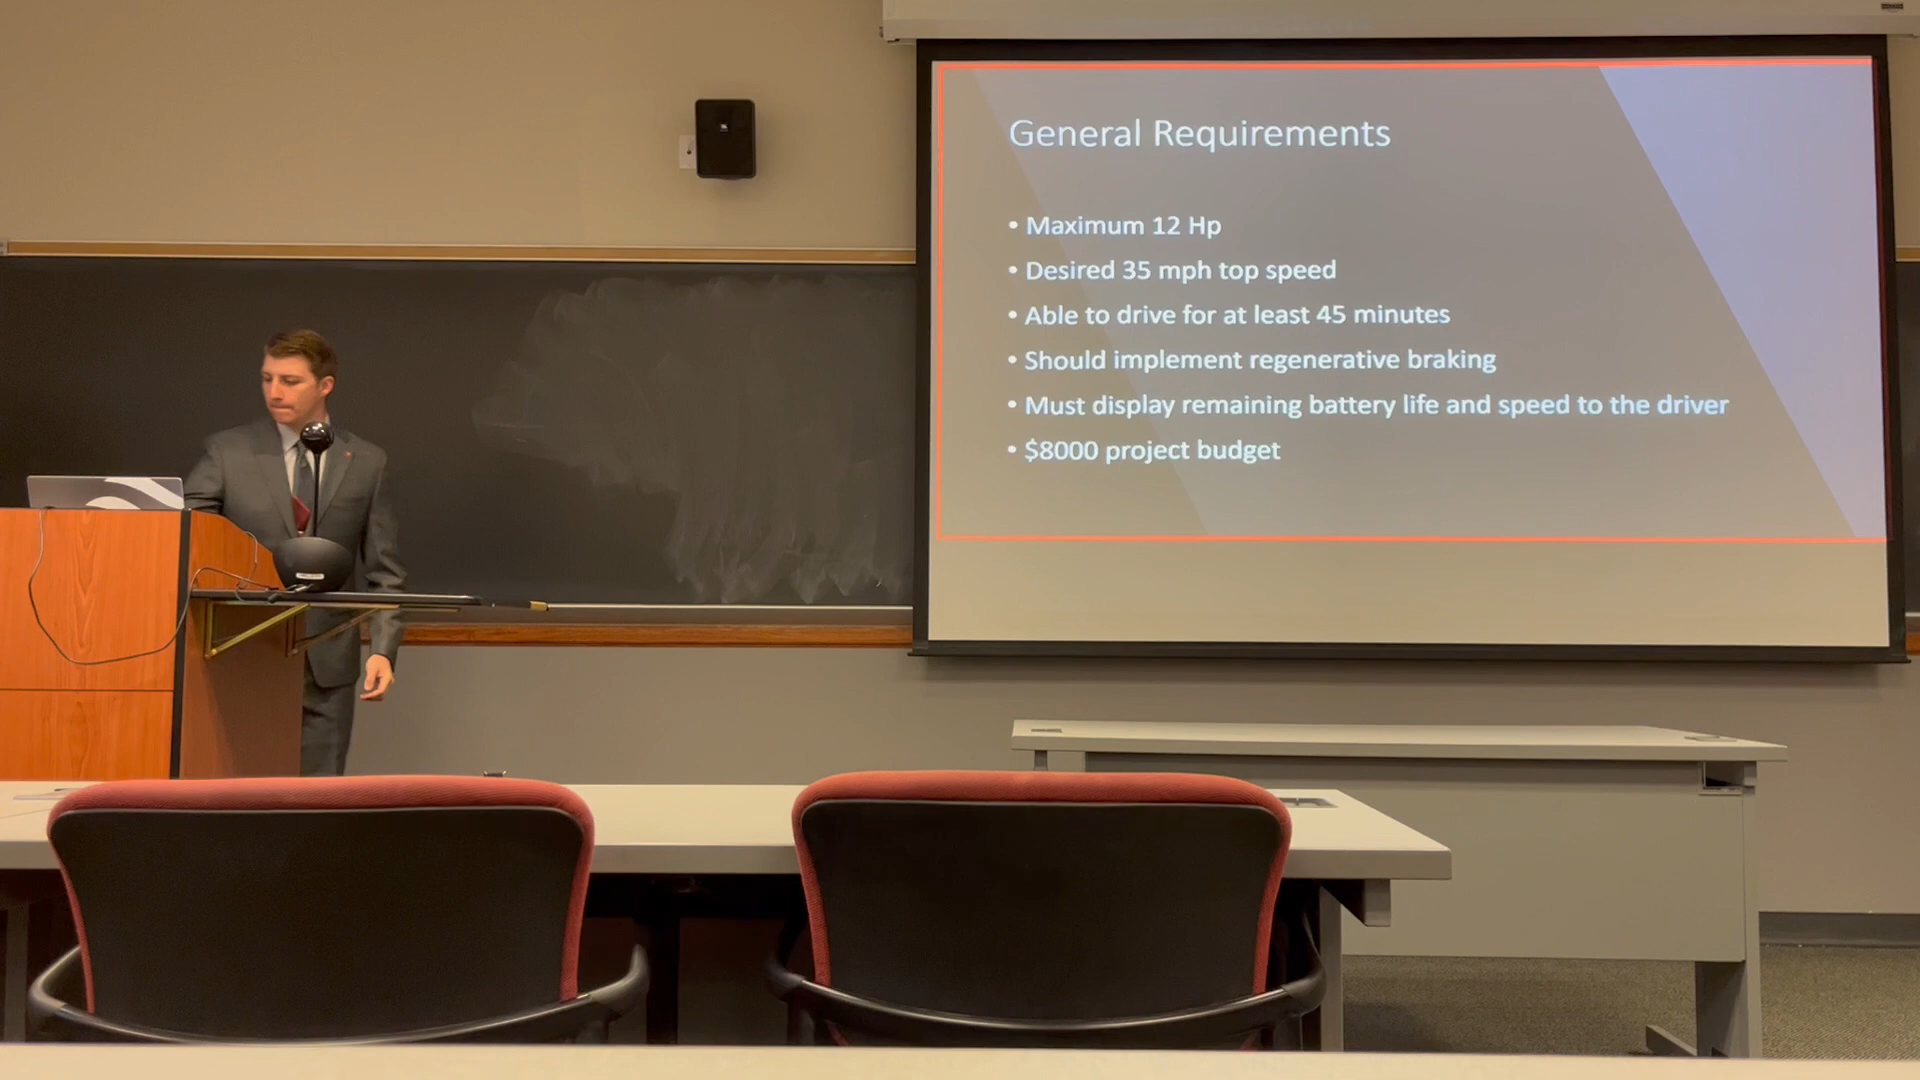 General Requirements
• Maximum 12 Hp
• Desired 35 mph top speed
• Able to drive for at least 45 minutes
• Should implement regenerative braking
• Must display remaining battery life and speed to the driver
• $8000 project budget